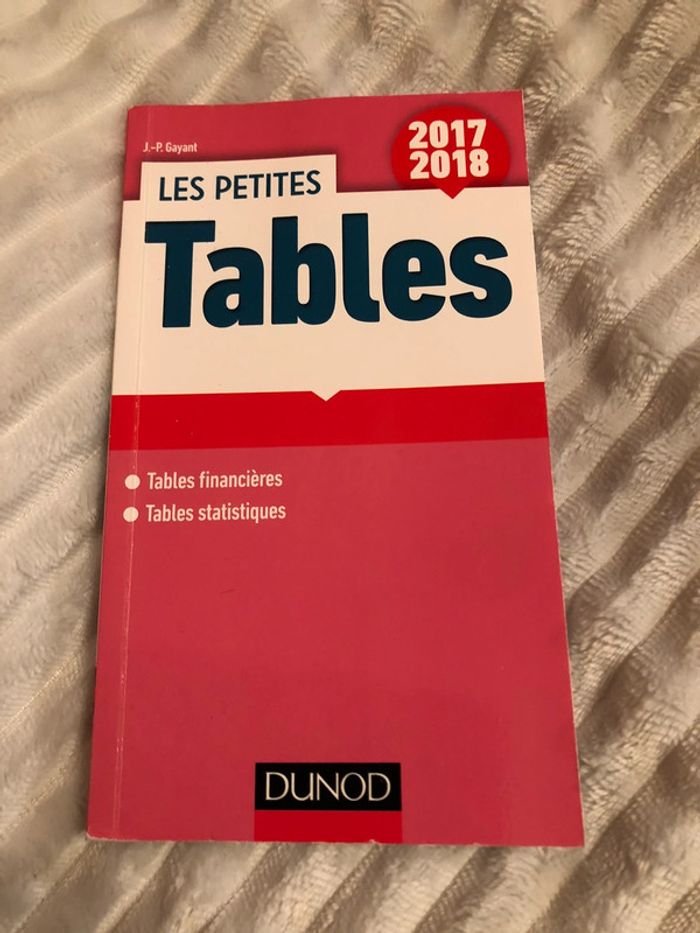 J.-P. Gayant
2017
2018
LES PETITES
Tables
Tables financières
Tables statistiques
DUNOD